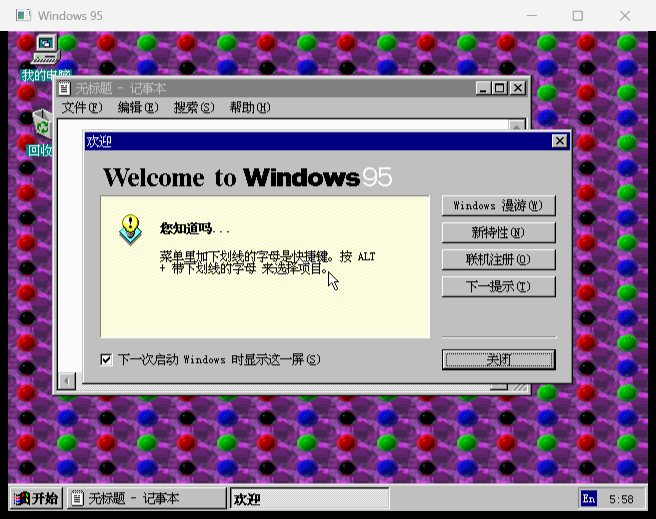 Windows 95
我的电脑
无标题 - 记事本
文件(F) 编辑(E) 搜索(S) 帮助(H)
回收
欢迎
Welcome to Windows95
您知道吗...
菜单里加下划线的字母是快捷键。按 ALT
+ 带下划线的字母 来选择项目。
Windows 漫游(W)
新特性(N)
联机注册(O)
下一提示(T)
下一次启动 Windows 时显示这一屏(S)
关闭
开始
无标题 - 记事本
欢迎
En
5:58